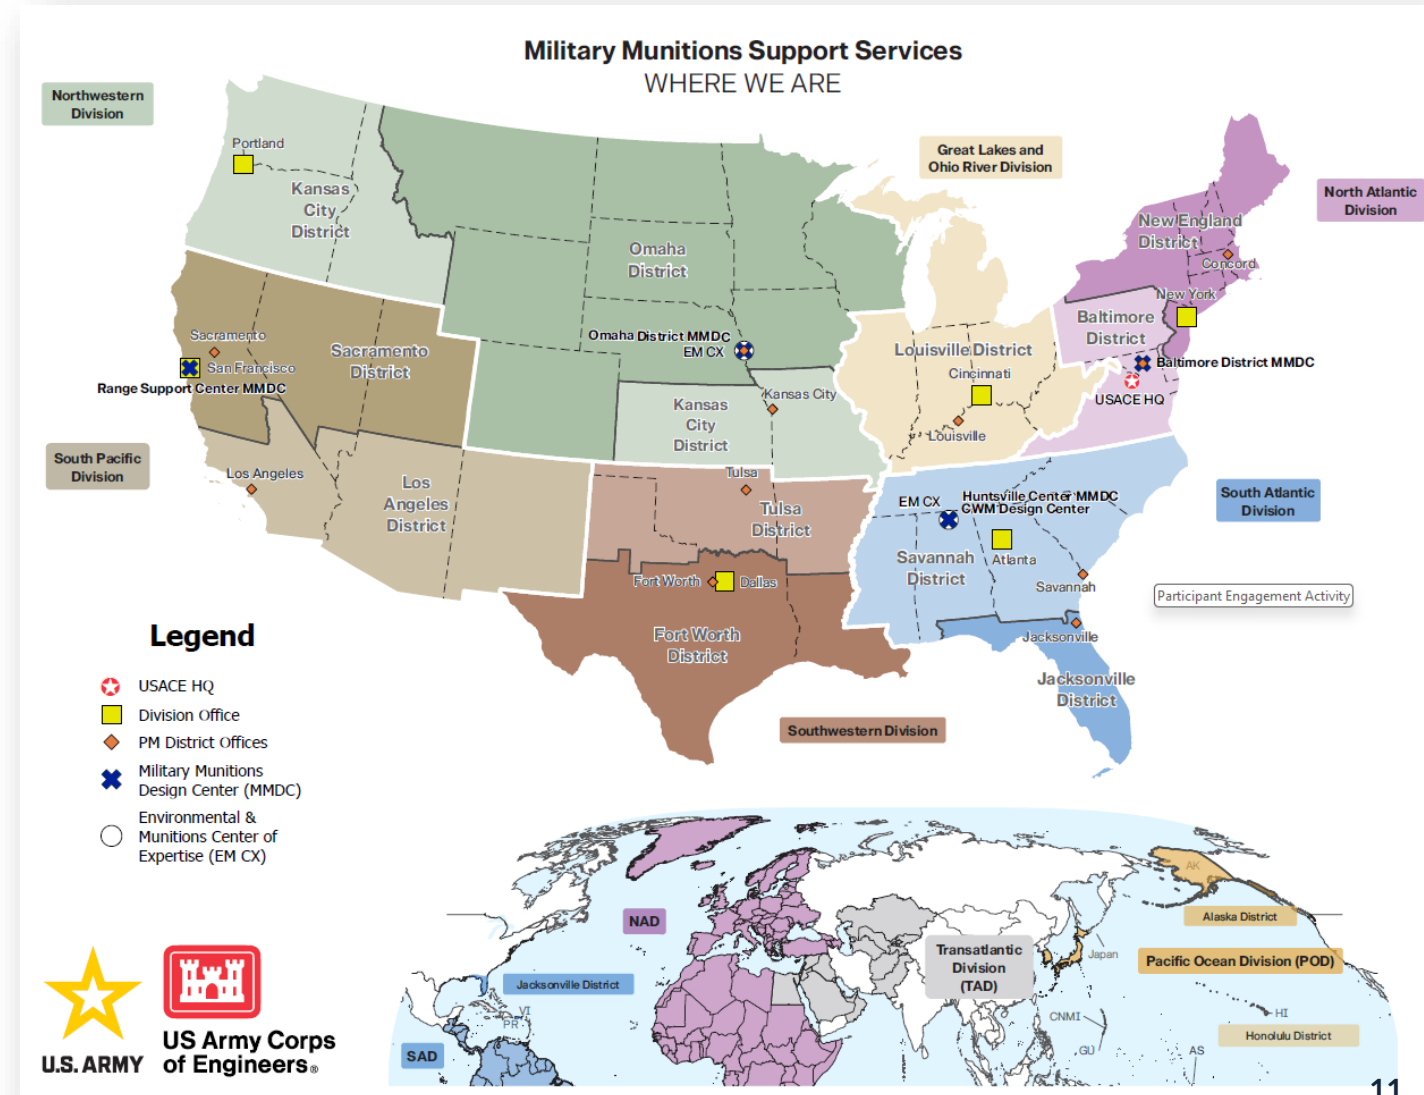 Military Munitions Support Services
WHERE WE ARE
Northwestern
Division
Portland
Kansas
City
District
Omaha
District
Great Lakes and
Ohio River Division
North Atlantic
Division
New England
District
Concord
New York
Baltimore
District
Baltimore District MMDC
USACE HQ
Omaha District MMDC
EM CX
Louisville District
Cincinnati
Louisville
Sacramento
San Francisco
Range Support Center MMDC
Sacramento
District
Kansas City
Kansas
City
District
South Pacific
Division
Los Angeles
Los
Angeles
District
Tulsa
Tulsa
District
EM CX
Huntsville Center MMDC
CWM Design Center
South Atlantic
Division
Savannah
District
Atlanta
Savannah
Fort Worth
Dallas
Fort Worth
District
Participant Engagement Activity
Jacksonville
Jacksonville
District
Southwestern Division
Legend
USACE HQ
Division Office
PM District Offices
Military Munitions
Design Center (MMDC)
Environmental &
Munitions Center of
Expertise (EM CX)
AK
Alaska District
NAD
Transatlantic
Division
(TAD)
Japan
Pacific Ocean Division (POD)
Jacksonville District
VI
PR
CNMI
HI
Honolulu District
GU
AS
SAD
U.S. ARMY
US Army Corps
of Engineers®
11